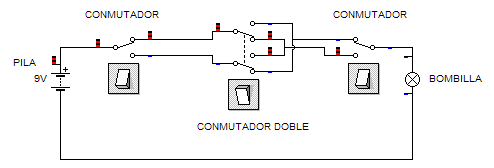 CONMUTADOR
CONMUTADOR
PILA
9V
+
BOMBILLA
CONMUTADOR DOBLE